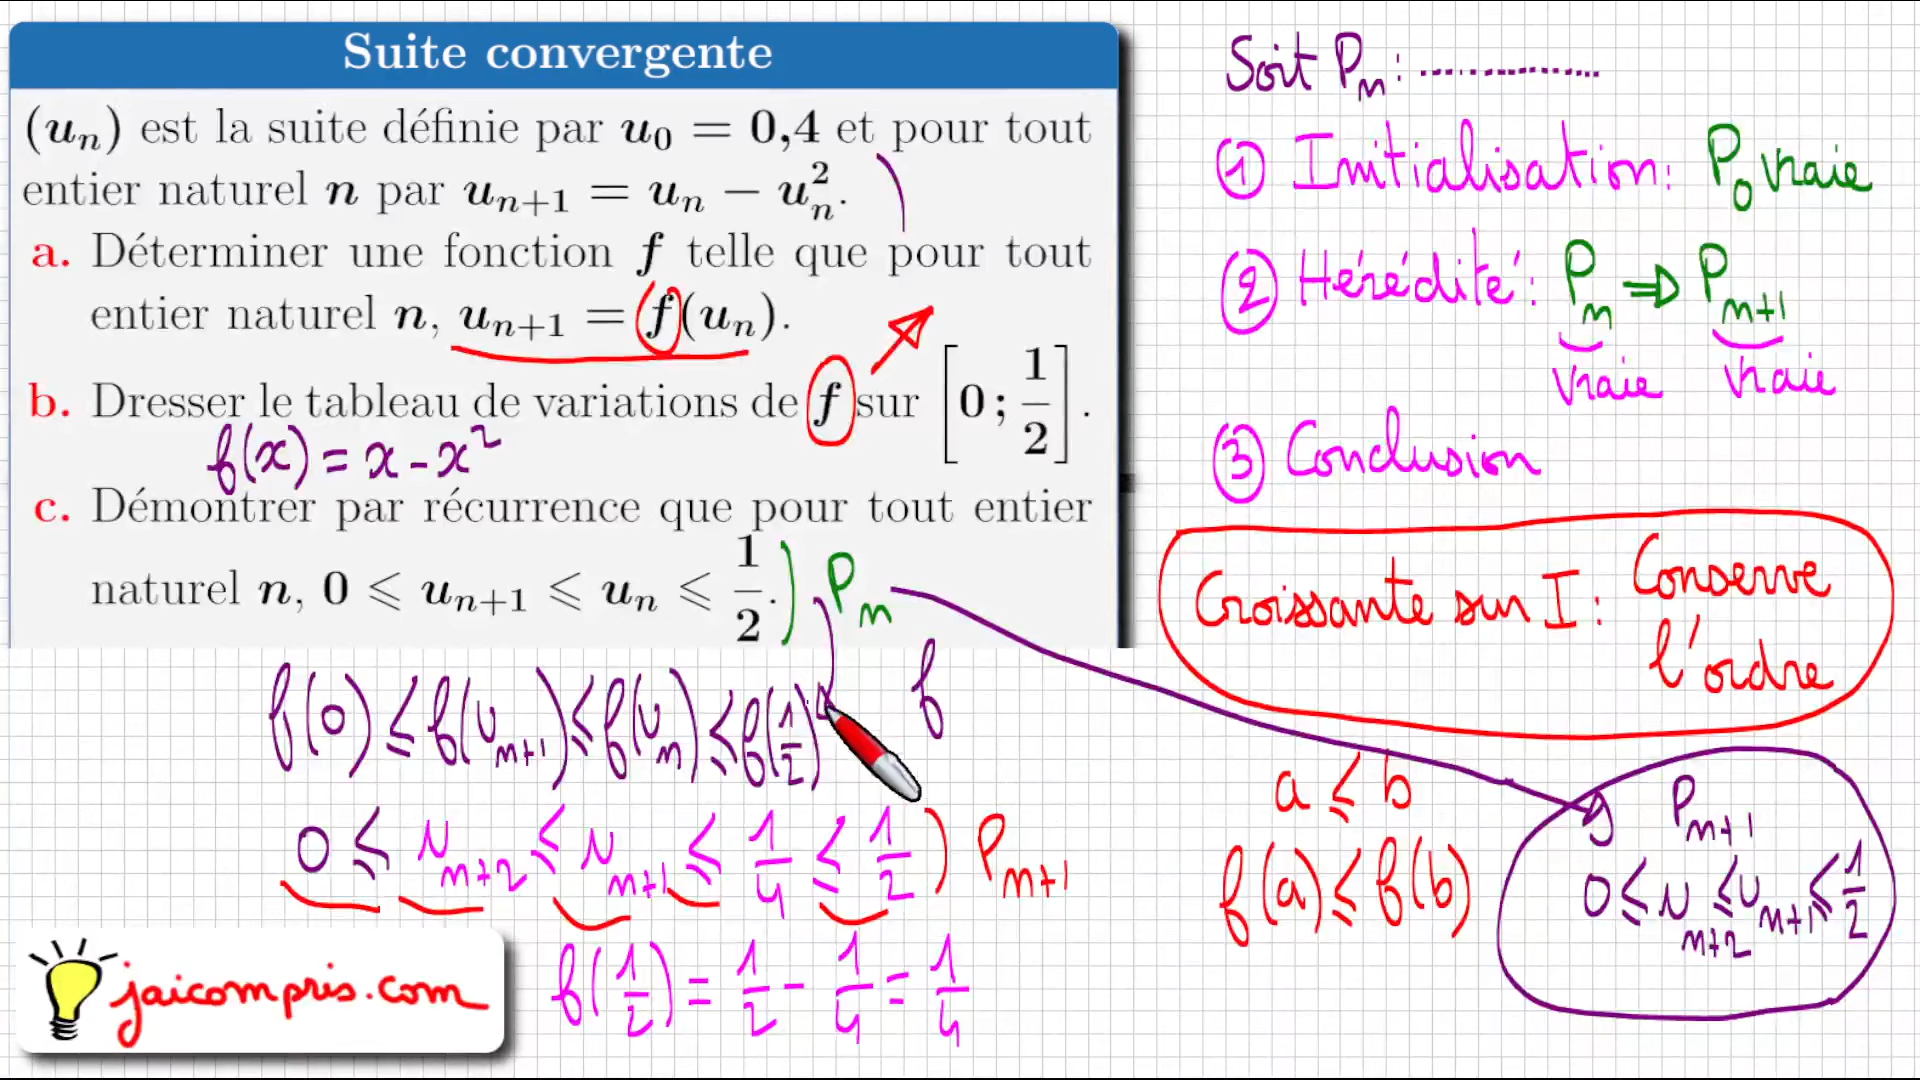 Suite convergente
(uₙ) est la suite définie par u₀ = 0,4 et pour tout
entier naturel n par uₙ₊₁ = uₙ − uₙ².
a. Déterminer une fonction f telle que pour tout
entier naturel n, uₙ₊₁ = f(uₙ).
b. Dresser le tableau de variations de f sur [0 ; 1/2].
f(x) = x - x²
c. Démontrer par récurrence que pour tout entier
naturel n, 0 ⩽ uₙ₊₁ ⩽ uₙ ⩽ 1/2. ) Pₙ
f(0) ≤ f(uₙ₊₁) ≤ f(uₙ) ≤ f(1/2) f
0 ≤ uₙ₊₂ ≤ uₙ₊₁ ≤ 1/4 ≤ 1/2 ) Pₙ₊₁
f(1/2) = 1/2 - 1/4 = 1/4
jaicompris.com
Soit Pₙ : ..............
① Initialisation : P₀ vraie
② Hérédité : Pₙ ⇒ Pₙ₊₁
vraie vraie
③ Conclusion
Croissante sur I : Conserve
l'ordre
a ≤ b
f(a) ≤ f(b)
Pₙ₊₁
0 ≤ uₙ₊₂ ≤ uₙ₊₁ ≤ 1/2